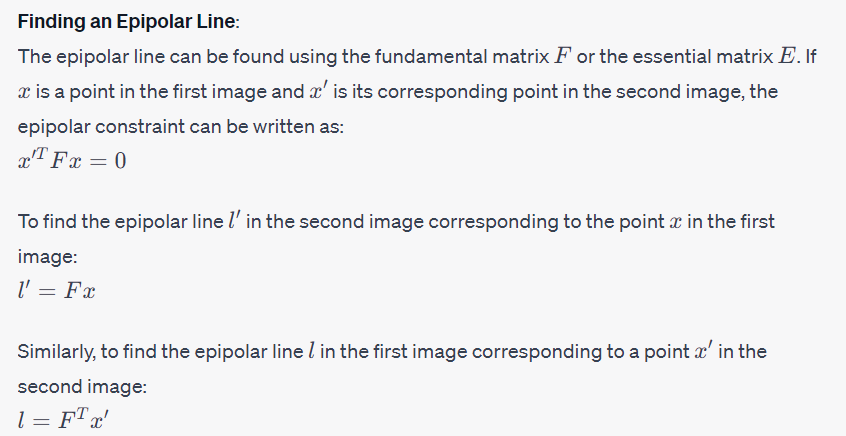 Finding an Epipolar Line:
The epipolar line can be found using the fundamental matrix F or the essential matrix E. If
x is a point in the first image and x′ is its corresponding point in the second image, the
epipolar constraint can be written as:
x′ᵀFx = 0
To find the epipolar line l′ in the second image corresponding to the point x in the first
image:
l′ = Fx
Similarly, to find the epipolar line l in the first image corresponding to a point x′ in the
second image:
l = Fᵀx′